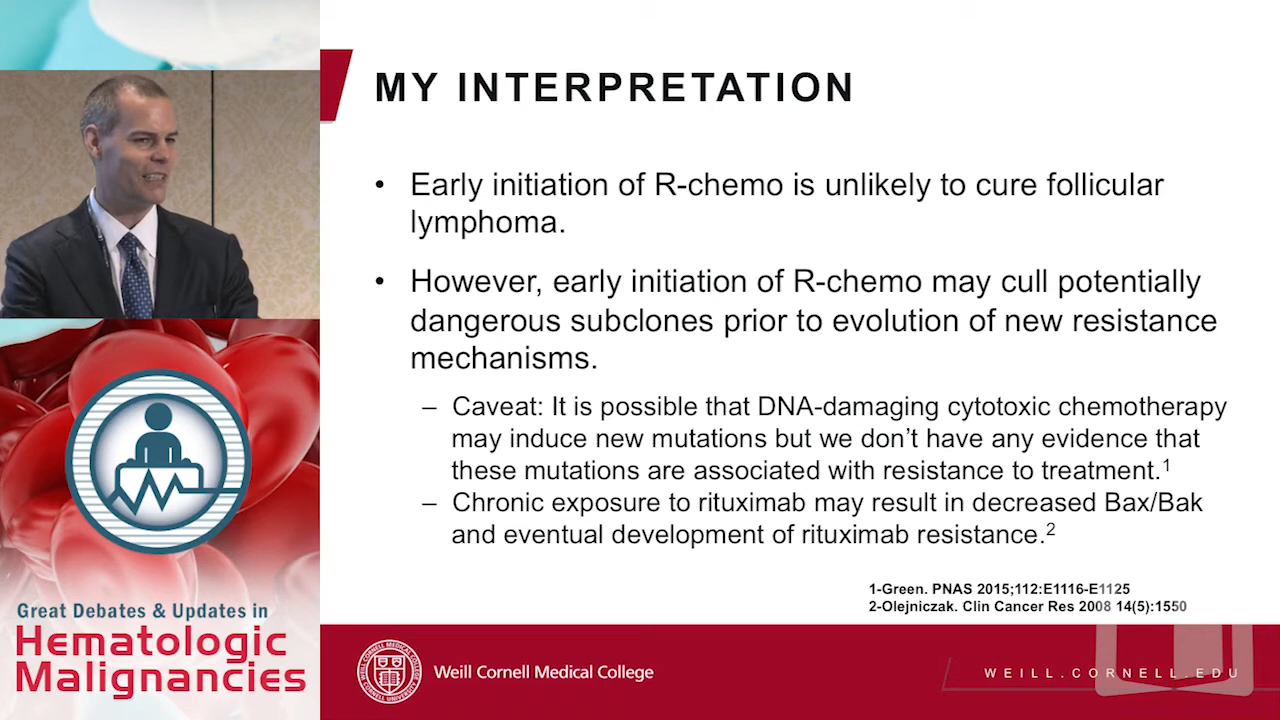 MY INTERPRETATION
• Early initiation of R-chemo is unlikely to cure follicular
lymphoma.
• However, early initiation of R-chemo may cull potentially
dangerous subclones prior to evolution of new resistance
mechanisms.
– Caveat: It is possible that DNA-damaging cytotoxic chemotherapy
may induce new mutations but we don’t have any evidence that
these mutations are associated with resistance to treatment.1
– Chronic exposure to rituximab may result in decreased Bax/Bak
and eventual development of rituximab resistance.2
1-Green. PNAS 2015;112:E1116-E1125
2-Olejniczak. Clin Cancer Res 2008 14(5):1550
Great Debates & Updates in
Hematologic
Malignancies
Weill Cornell Medical College
WEILL.CORNELL.EDU